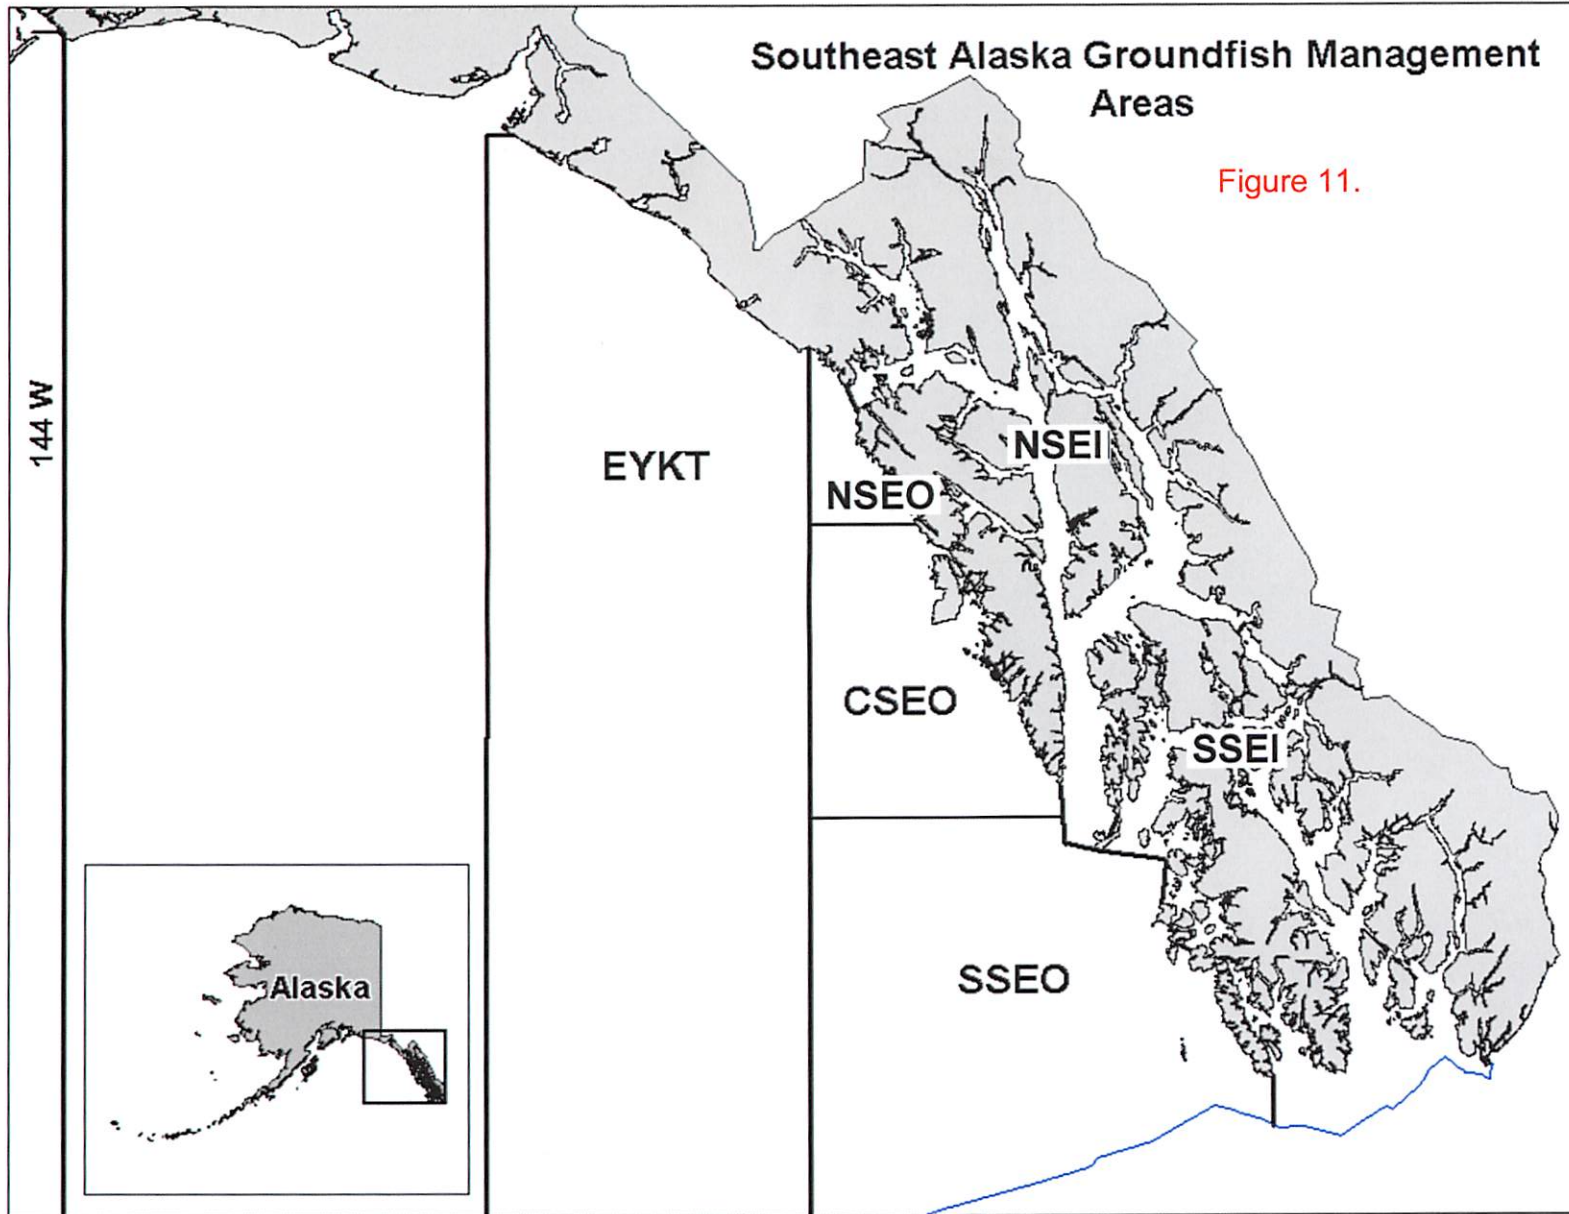 Southeast Alaska Groundfish Management
Areas
Figure 11.
144 W
EYKT
NSEI
NSEO
CSEO
SSEI
SSEO
Alaska